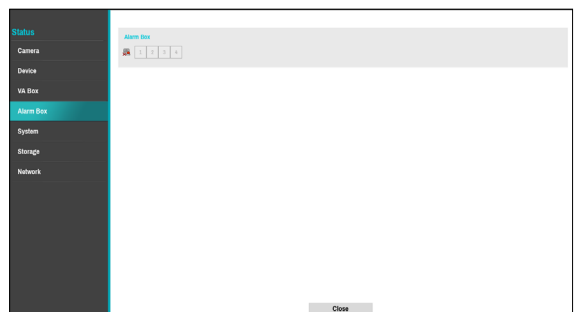 Status
Camera
Device
VA Box
Alarm Box
System
Storage
Network
Alarm Box
1 2 3 4
Close